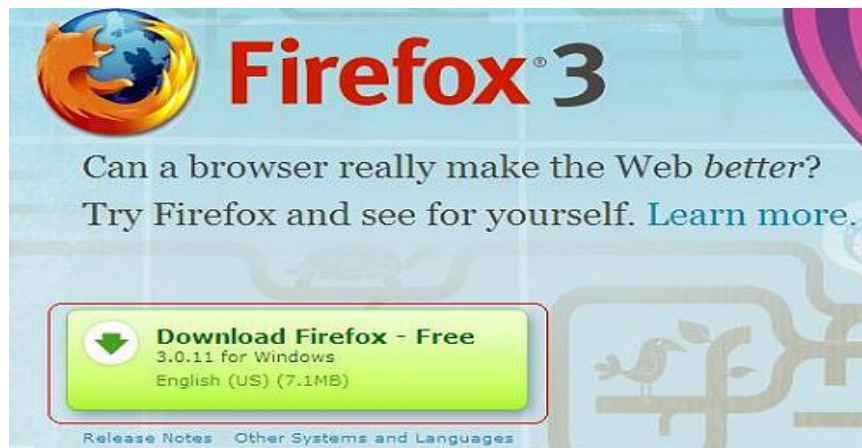 Firefox® 3
Can a browser really make the Web better?
Try Firefox and see for yourself. Learn more.
Download Firefox - Free
3.0.11 for Windows
English (US) (7.1MB)
Release Notes Other Systems and Languages